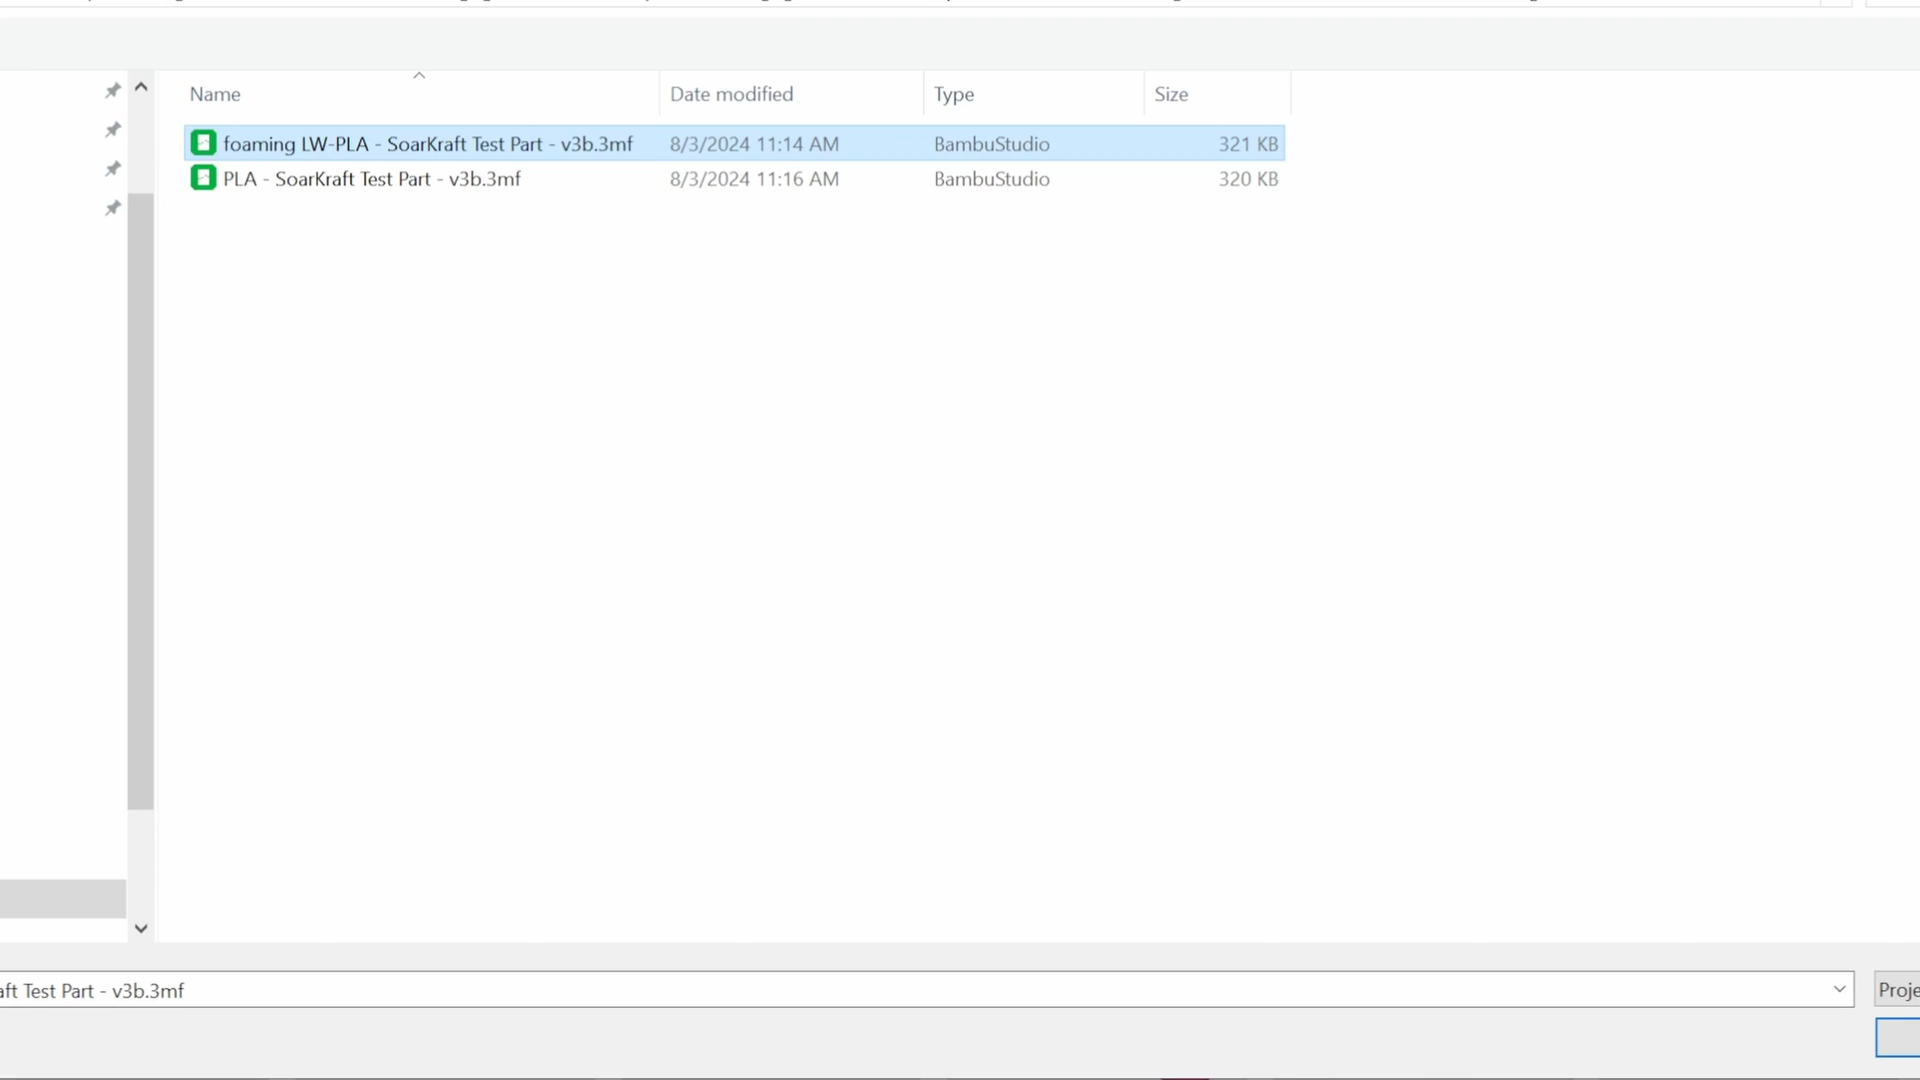 Name Date modified Type Size
foaming LW-PLA - SoarKraft Test Part - v3b.3mf 8/3/2024 11:14 AM BambuStudio 321 KB
PLA - SoarKraft Test Part - v3b.3mf 8/3/2024 11:16 AM BambuStudio 320 KB
aft Test Part - v3b.3mf Proje